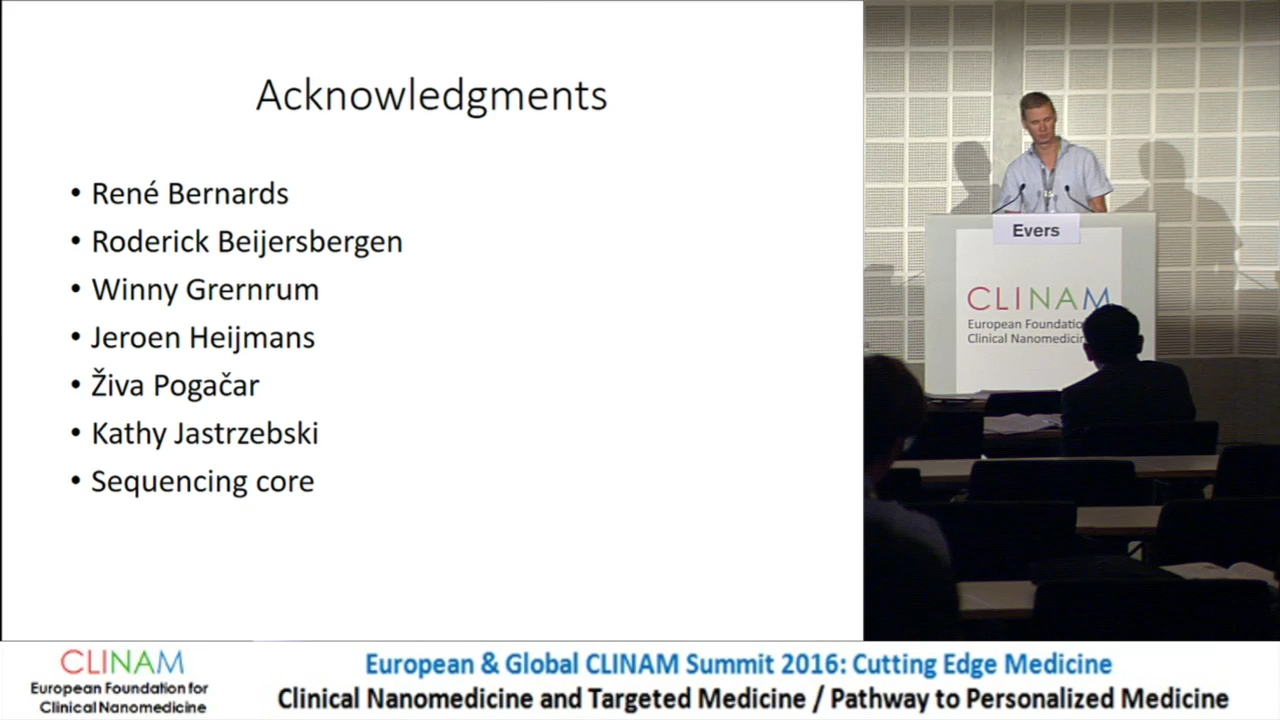 Acknowledgments
• René Bernards
• Roderick Beijersbergen
• Winny Grernrum
• Jeroen Heijmans
• Živa Pogačar
• Kathy Jastrzebski
• Sequencing core
Evers
CLINAM
European Foundatio
Clinical Nanomedicin
CLINAM
European Foundation for
Clinical Nanomedicine
European & Global CLINAM Summit 2016: Cutting Edge Medicine
Clinical Nanomedicine and Targeted Medicine / Pathway to Personalized Medicine